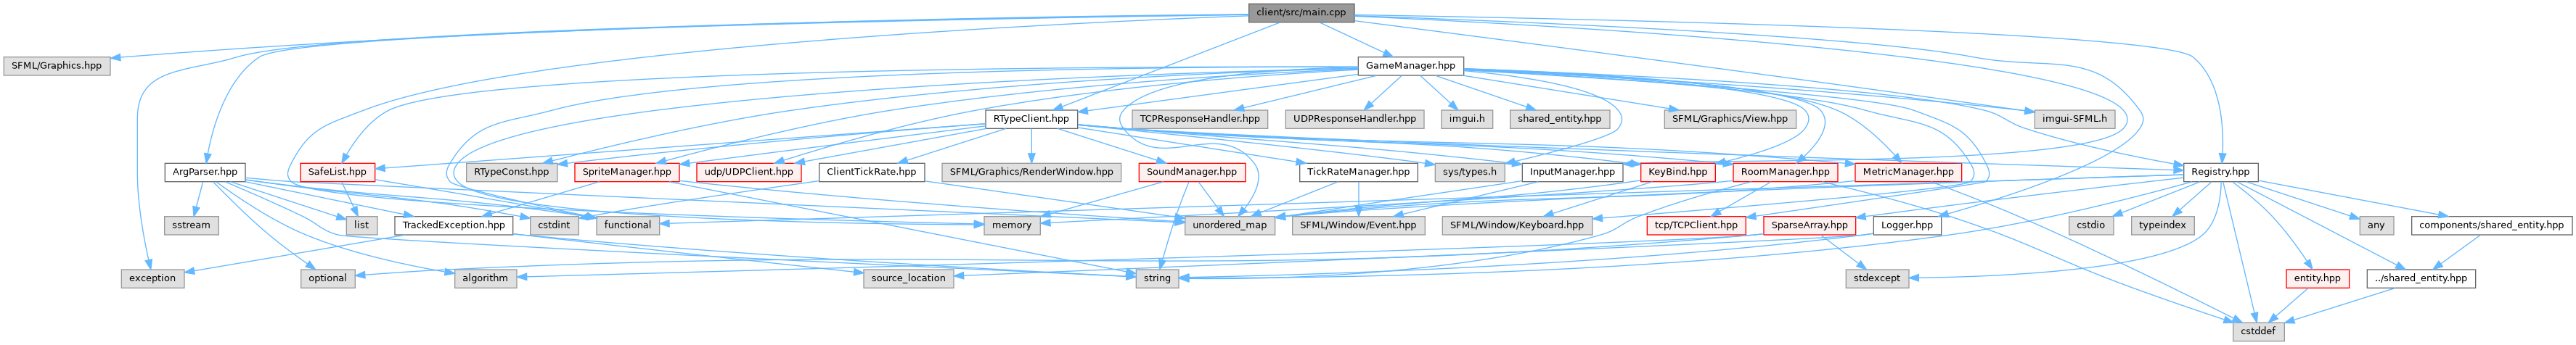 client/src/main.cpp
SFML/Graphics.hpp
GameManager.hpp
RTypeClient.hpp
TCPResponseHandler.hpp
UDPResponseHandler.hpp
imgui.h
shared_entity.hpp
SFML/Graphics/View.hpp
imgui-SFML.h
ArgParser.hpp
SafeList.hpp
RTypeConst.hpp
SpriteManager.hpp
udp/UDPClient.hpp
ClientTickRate.hpp
SFML/Graphics/RenderWindow.hpp
SoundManager.hpp
TickRateManager.hpp
sys/types.h
InputManager.hpp
KeyBind.hpp
RoomManager.hpp
MetricManager.hpp
Registry.hpp
sstream
list
TrackedException.hpp
cstdint
functional
memory
unordered_map
SFML/Window/Event.hpp
SFML/Window/Keyboard.hpp
tcp/TCPClient.hpp
SparseArray.hpp
Logger.hpp
cstdio
typeindex
any
components/shared_entity.hpp
exception
optional
algorithm
source_location
string
stdexcept
entity.hpp
../shared_entity.hpp
cstddef